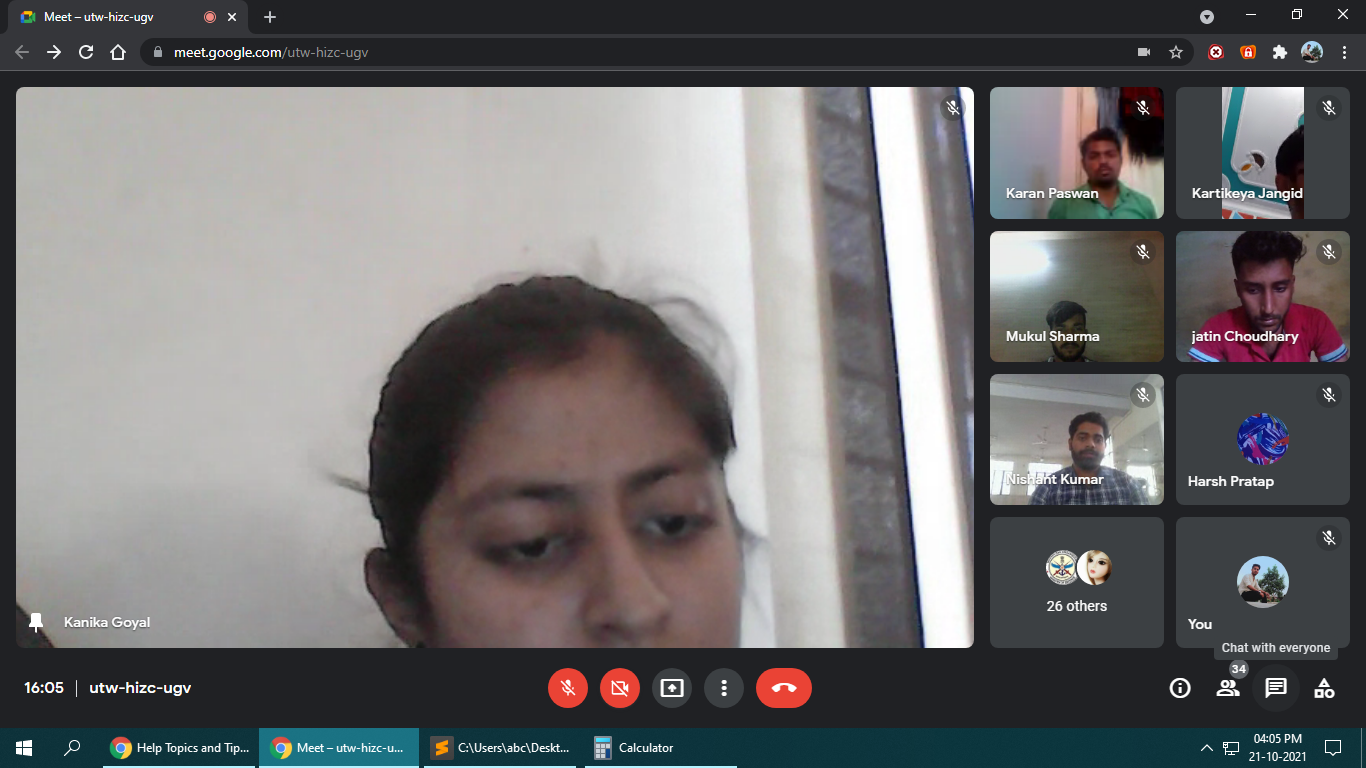 Meet – utw-hizc-ugv
meet.google.com/utw-hizc-ugv
Kanika Goyal
Karan Paswan
Kartikeya Jangid
Mukul Sharma
jatin Choudhary
Nishant Kumar
Harsh Pratap
26 others
You
Chat with everyone
16:05
utw-hizc-ugv
34
Help Topics and Tip...
Meet – utw-hizc-u...
C:\Users\abc\Deskt...
Calculator
04:05 PM
21-10-2021